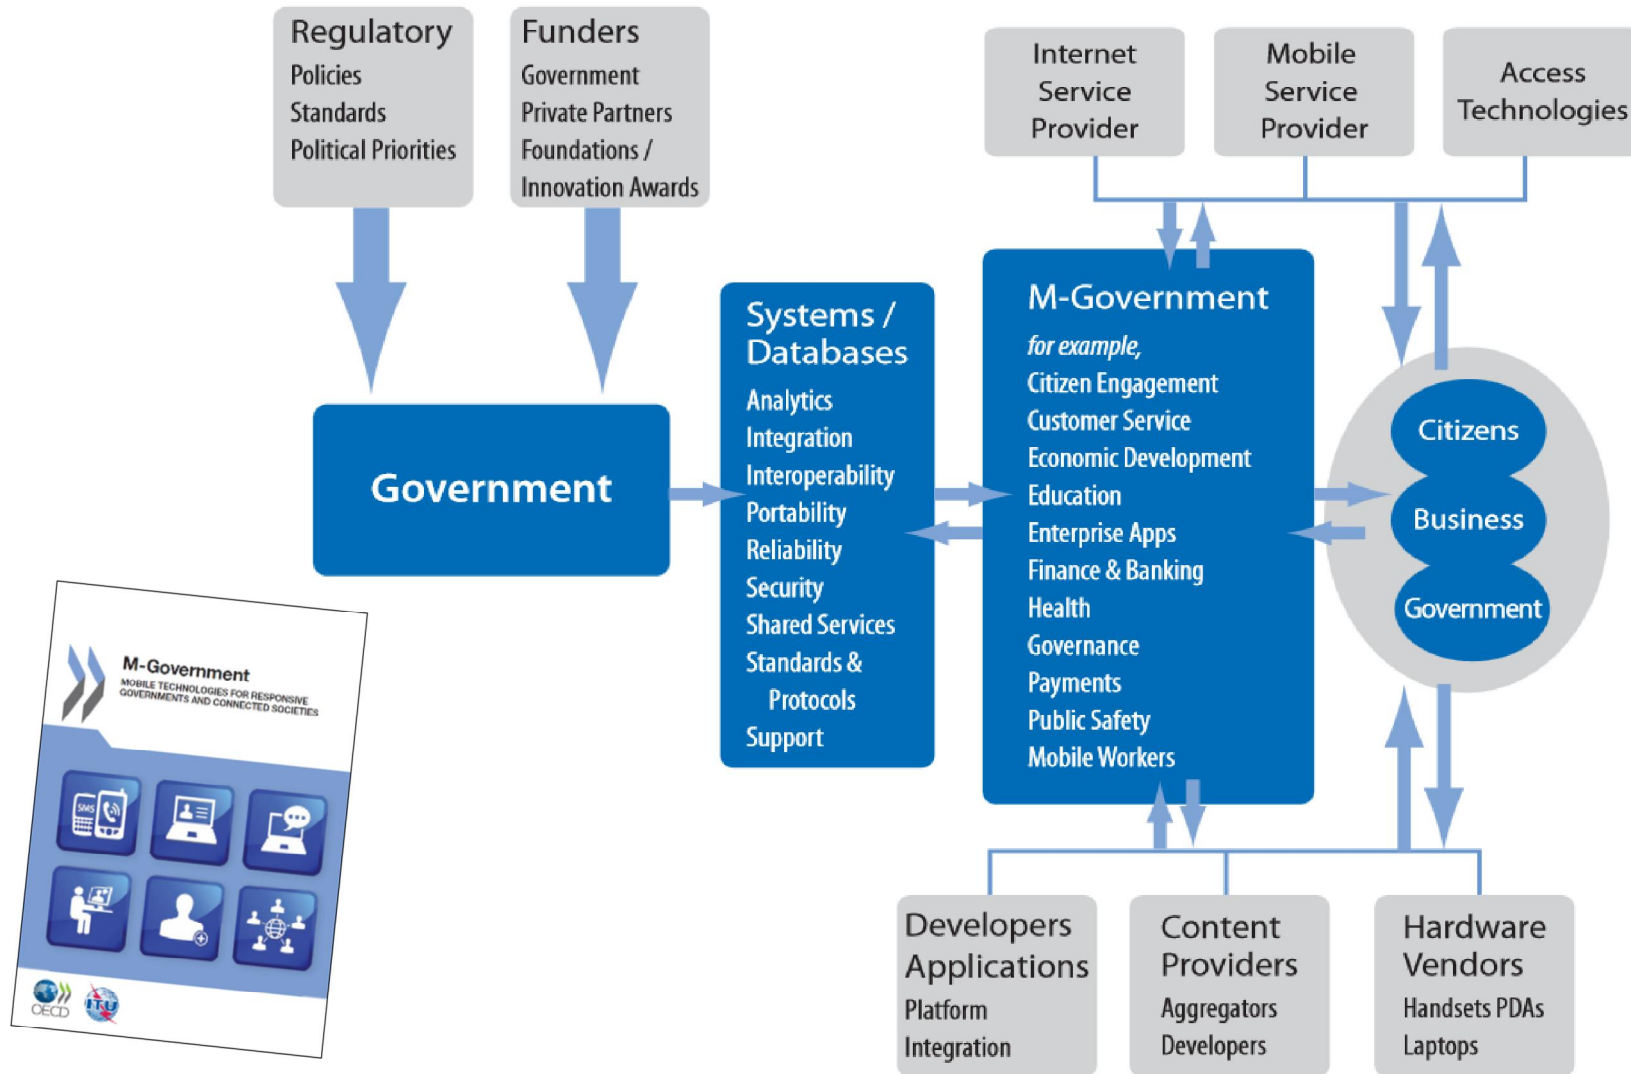 Regulatory
Policies
Standards
Political Priorities
Funders
Government
Private Partners
Foundations /
Innovation Awards
Internet
Service
Provider
Mobile
Service
Provider
Access
Technologies
Government
Systems /
Databases
Analytics
Integration
Interoperability
Portability
Reliability
Security
Shared Services
Standards &
Protocols
Support
M-Government
for example,
Citizen Engagement
Customer Service
Economic Development
Education
Enterprise Apps
Finance & Banking
Health
Governance
Payments
Public Safety
Mobile Workers
Citizens
Business
Government
M-Government
MOBILE TECHNOLOGIES FOR RESPONSIVE
GOVERNMENTS AND CONNECTED SOCIETIES
SMS
OECD
ITU
Developers
Applications
Platform
Integration
Content
Providers
Aggregators
Developers
Hardware
Vendors
Handsets PDAs
Laptops